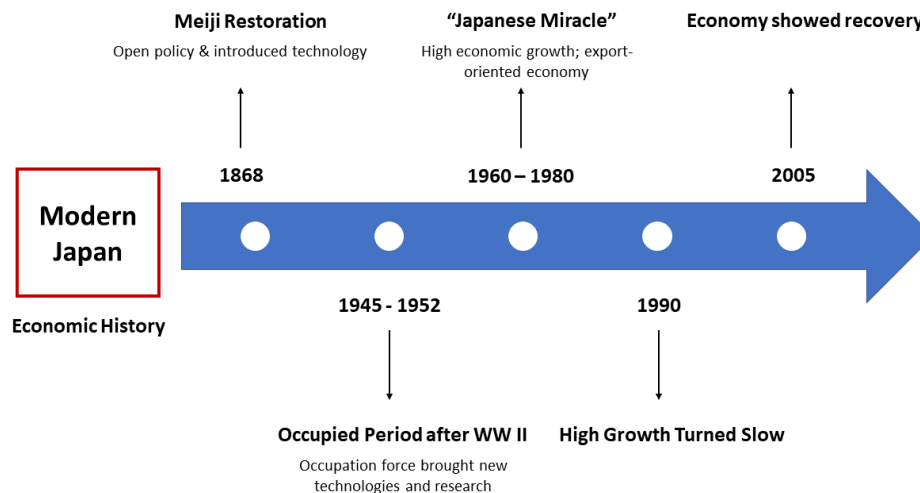 Meiji Restoration
Open policy & introduced technology
“Japanese Miracle”
High economic growth; export-
oriented economy
Economy showed recovery
1868
1960 – 1980
2005
Modern
Japan
Economic History
1945 - 1952
1990
Occupied Period after WW II
Occupation force brought new
technologies and research
High Growth Turned Slow